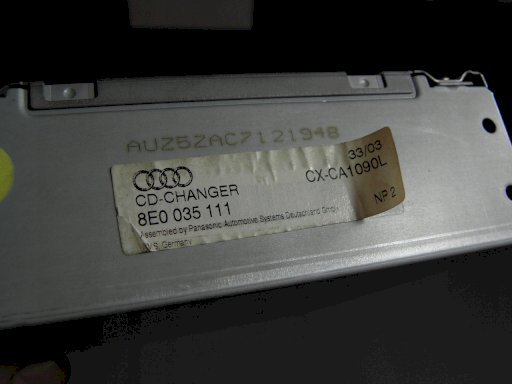 AUZ5ZAC7121948
33/03
CD-CHANGER CX-CA1090L
8E0 035 111 NP 2
Assembled by Panasonic Automotive Systems Deutschland GmbH
Germany